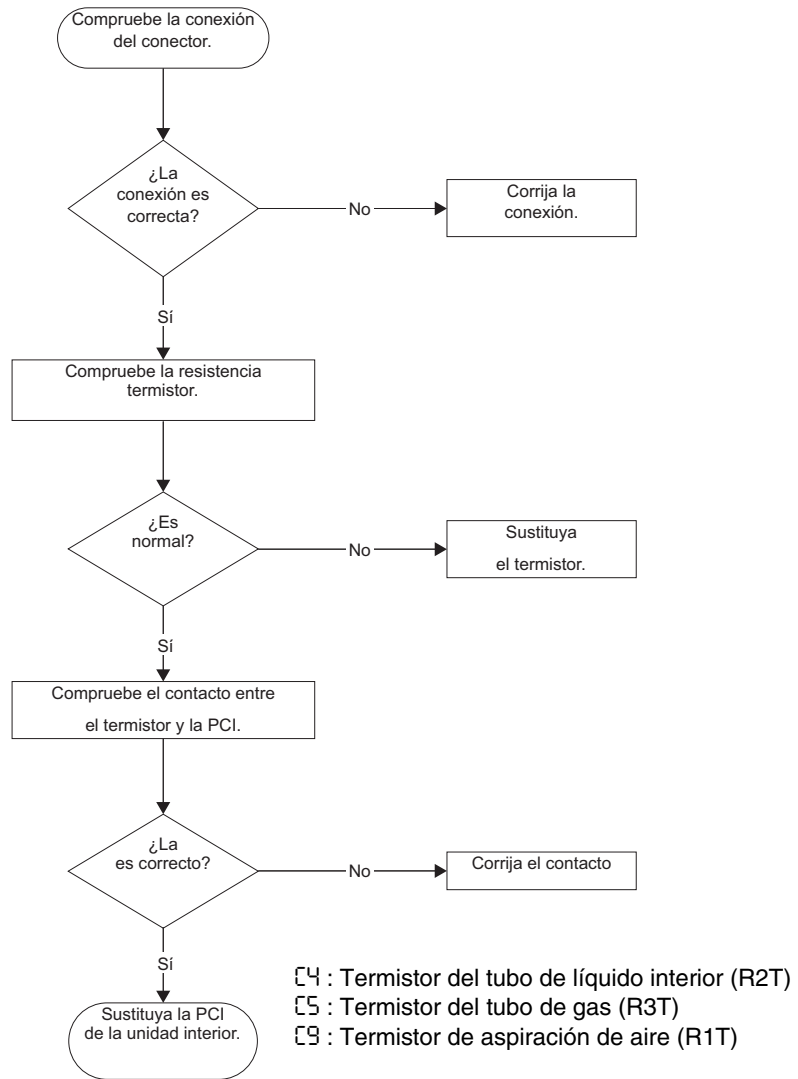 Compruebe la conexión
del conector.
¿La
conexión es
correcta?
No
Corrija la
conexión.
Sí
Compruebe la resistencia
termistor.
¿Es
normal?
No
Sustituya
el termistor.
Sí
Compruebe el contacto entre
el termistor y la PCI.
¿La
es correcto?
No
Corrija el contacto
Sí
Sustituya la PCI
de la unidad interior.
C4 : Termistor del tubo de líquido interior (R2T)
C5 : Termistor del tubo de gas (R3T)
C9 : Termistor de aspiración de aire (R1T)